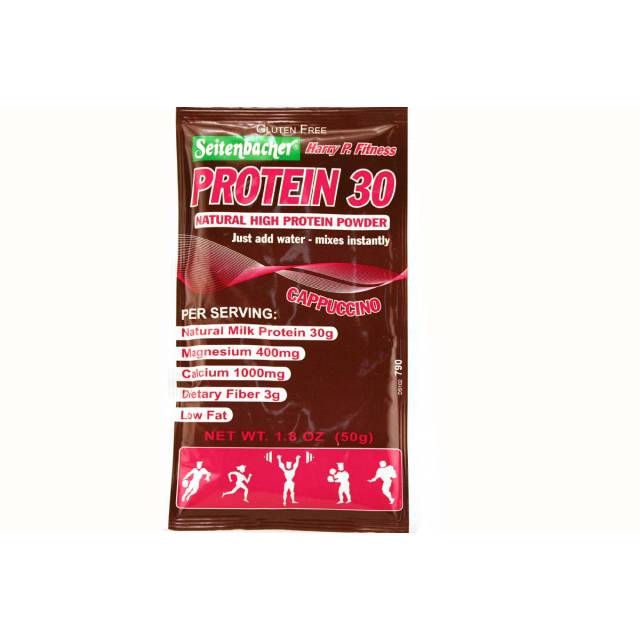 GLUTEN FREE
Seitenbacher® Harry P. Fitness
PROTEIN 30
NATURAL HIGH PROTEIN POWDER
Just add water - mixes instantly
CAPPUCCINO
PER SERVING:
Natural Milk Protein 30g
Magnesium 400mg
Calcium 1000mg
Dietary Fiber 3g
Low Fat
790
NET WT. 1.8 OZ (50g)